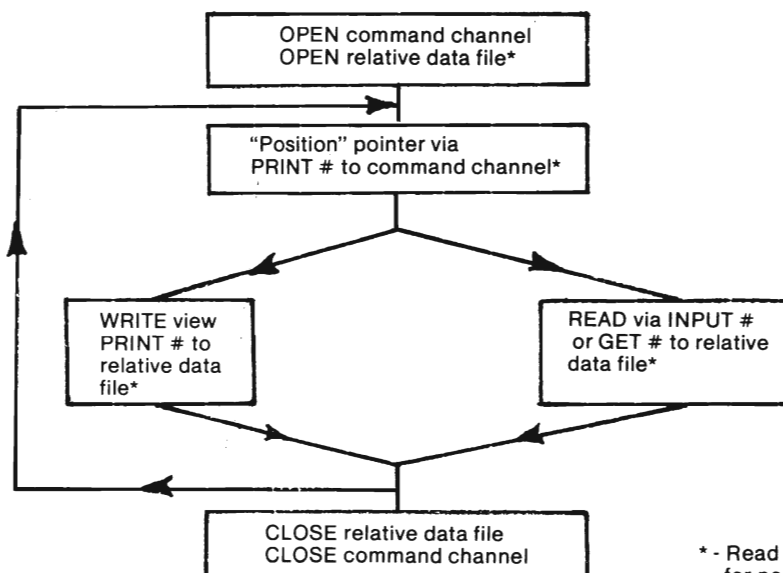 OPEN command channel
OPEN relative data file*
“Position” pointer via
PRINT # to command channel*
WRITE view
PRINT # to
relative data
file*
READ via INPUT #
or GET # to relative
data file*
CLOSE relative data file
CLOSE command channel
* - Read